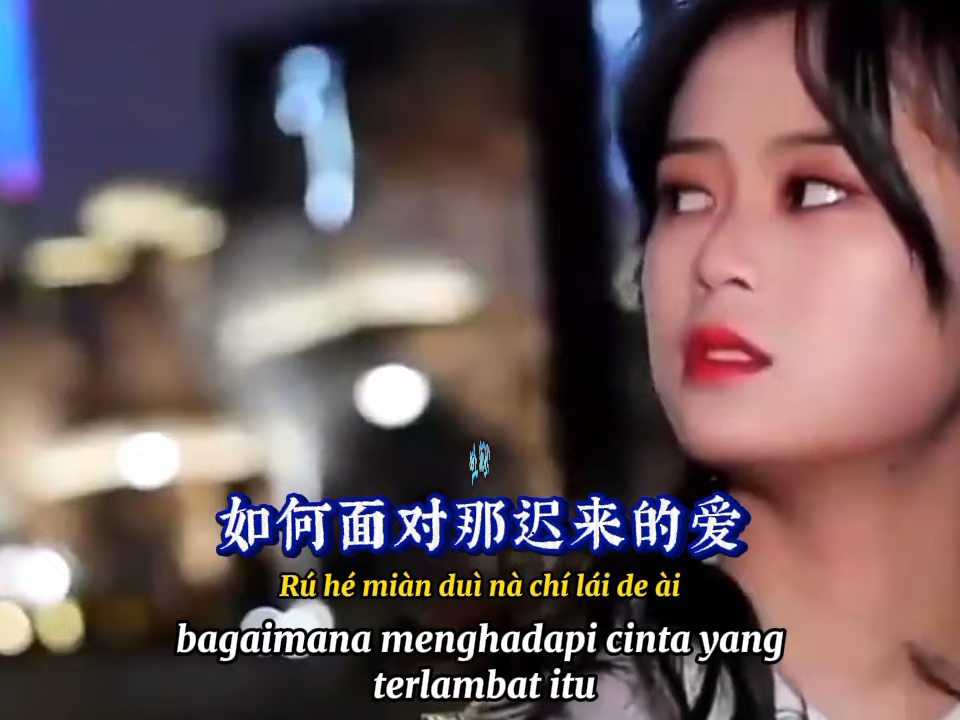 如何面对那迟来的爱
Rú hé miàn duì nà chí lái de ài
bagaimana menghadapi cinta yang
terlambat itu